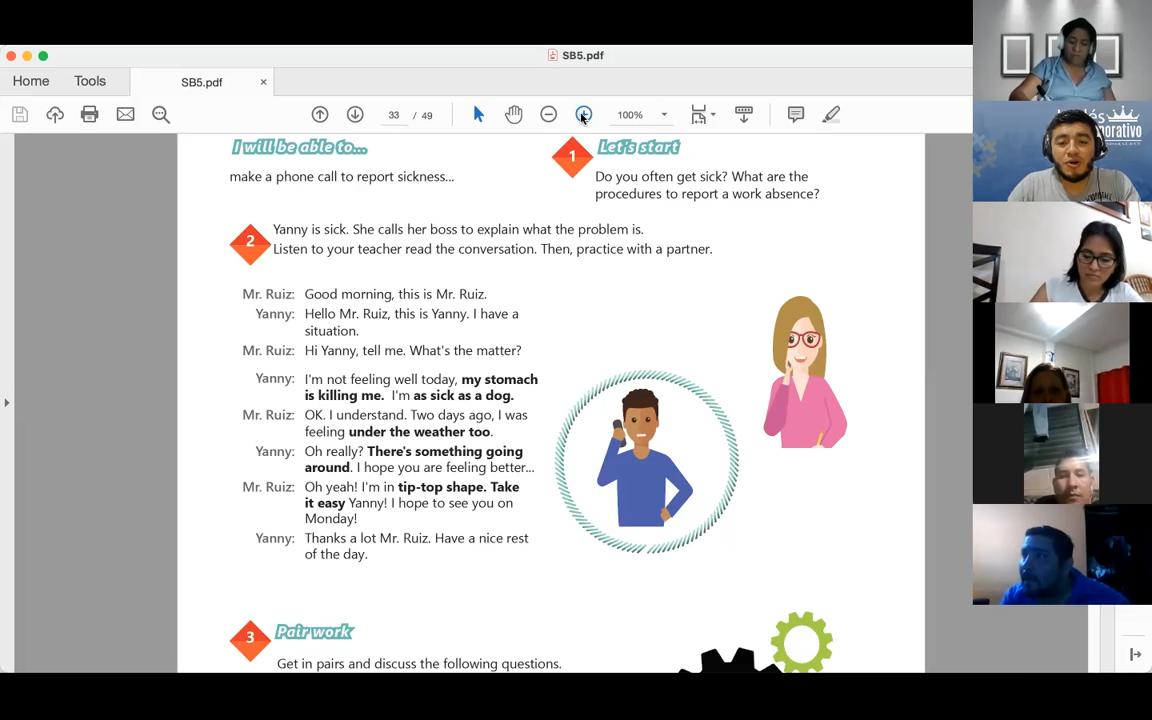 SB5.pdf
Home
Tools
SB5.pdf
×
33 / 49
100%
I will be able to...
make a phone call to report sickness...
1
Let's start
Do you often get sick? What are the
procedures to report a work absence?
2
Yanny is sick. She calls her boss to explain what the problem is.
Listen to your teacher read the conversation. Then, practice with a partner.
Mr. Ruiz: Good morning, this is Mr. Ruiz.
Yanny: Hello Mr. Ruiz, this is Yanny. I have a
situation.
Mr. Ruiz: Hi Yanny, tell me. What's the matter?
Yanny: I'm not feeling well today, my stomach
is killing me. I'm as sick as a dog.
Mr. Ruiz: OK. I understand. Two days ago, I was
feeling under the weather too.
Yanny: Oh really? There's something going
around. I hope you are feeling better...
Mr. Ruiz: Oh yeah! I'm in tip-top shape. Take
it easy Yanny! I hope to see you on
Monday!
Yanny: Thanks a lot Mr. Ruiz. Have a nice rest
of the day.
3
Pair work
Get in pairs and discuss the following questions.